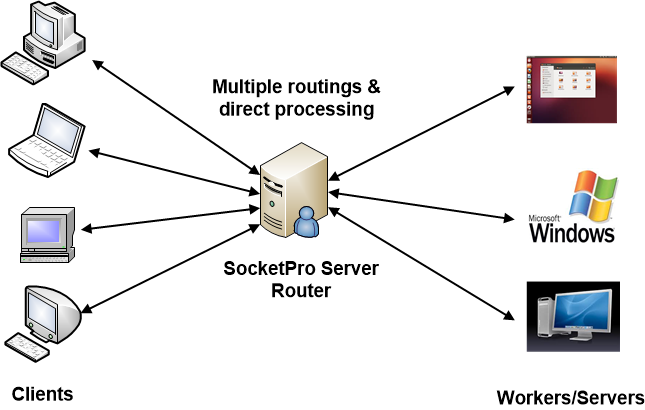 Multiple routings &
direct processing
Microsoft®
Windows
SocketPro Server
Router
Clients
Workers/Servers